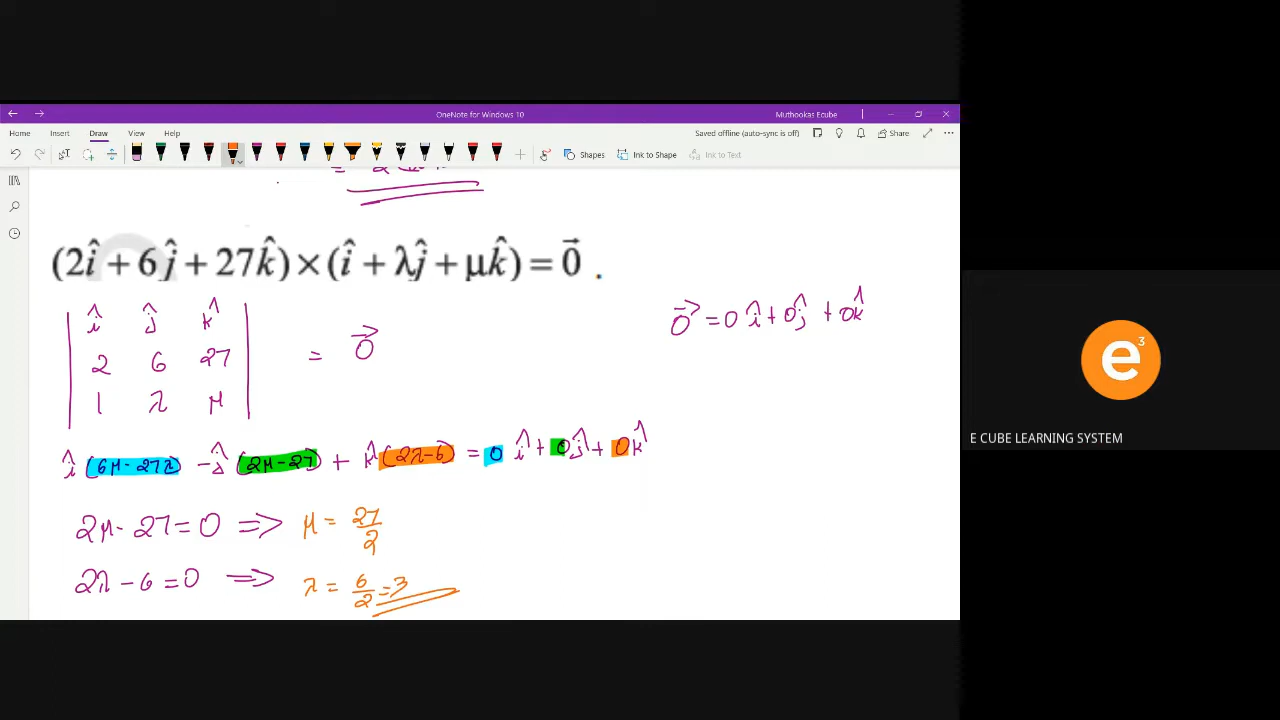 OneNote for Windows 10
Muthookas Ecube
Home Insert Draw View Help
Saved offline (auto-sync is off)
Share
Shapes
Ink to Shape
Ink to Text
(2î + 6ĵ + 27k̂) × (î + λĵ + μk̂) = 0⃗ .
î ĵ k̂
2 6 27 = 0⃗
1 λ μ
0⃗ = 0î + 0ĵ + 0k̂
î (6μ - 27λ) - ĵ (2μ - 27) + k̂ (2λ - 6) = 0 î + 0ĵ + 0k̂
2μ - 27 = 0 => μ = 27/2
2λ - 6 = 0 => λ = 6/2 = 3
e3
E CUBE LEARNING SYSTEM